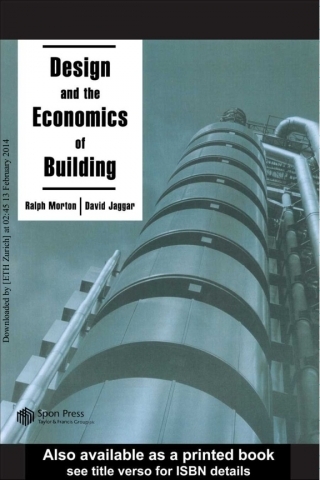 Design
and the
Economics
of
Building
Ralph Morton | David Jaggar
Downloaded by [ETH Zurich] at 02:45 13 February 2014
Spon Press
Taylor & Francis Group
Also available as a printed book
see title verso for ISBN details